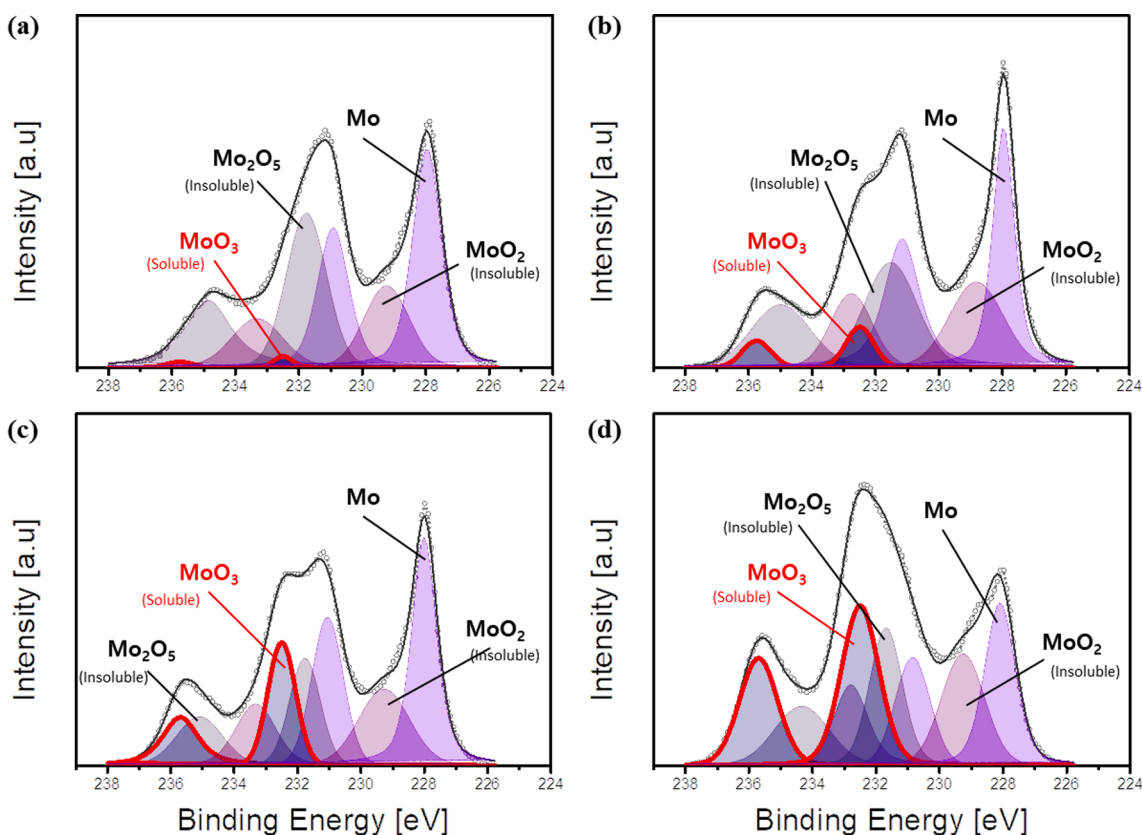 (a)
Intensity [a.u]
Mo
Mo₂O₅
(Insoluble)
MoO₃
(Soluble)
MoO₂
(Insoluble)
238 236 234 232 230 228 226 224
(b)
Intensity [a.u]
Mo
Mo₂O₅
(Insoluble)
MoO₃
(Soluble)
MoO₂
(Insoluble)
238 236 234 232 230 228 226 224
(c)
Intensity [a.u]
Mo
MoO₃
(Soluble)
MoO₂
(Insoluble)
Mo₂O₅
(Insoluble)
238 236 234 232 230 228 226 224
Binding Energy [eV]
(d)
Intensity [a.u]
Mo₂O₅
(Insoluble)
Mo
MoO₃
(Soluble)
MoO₂
(Insoluble)
238 236 234 232 230 228 226 224
Binding Energy [eV]